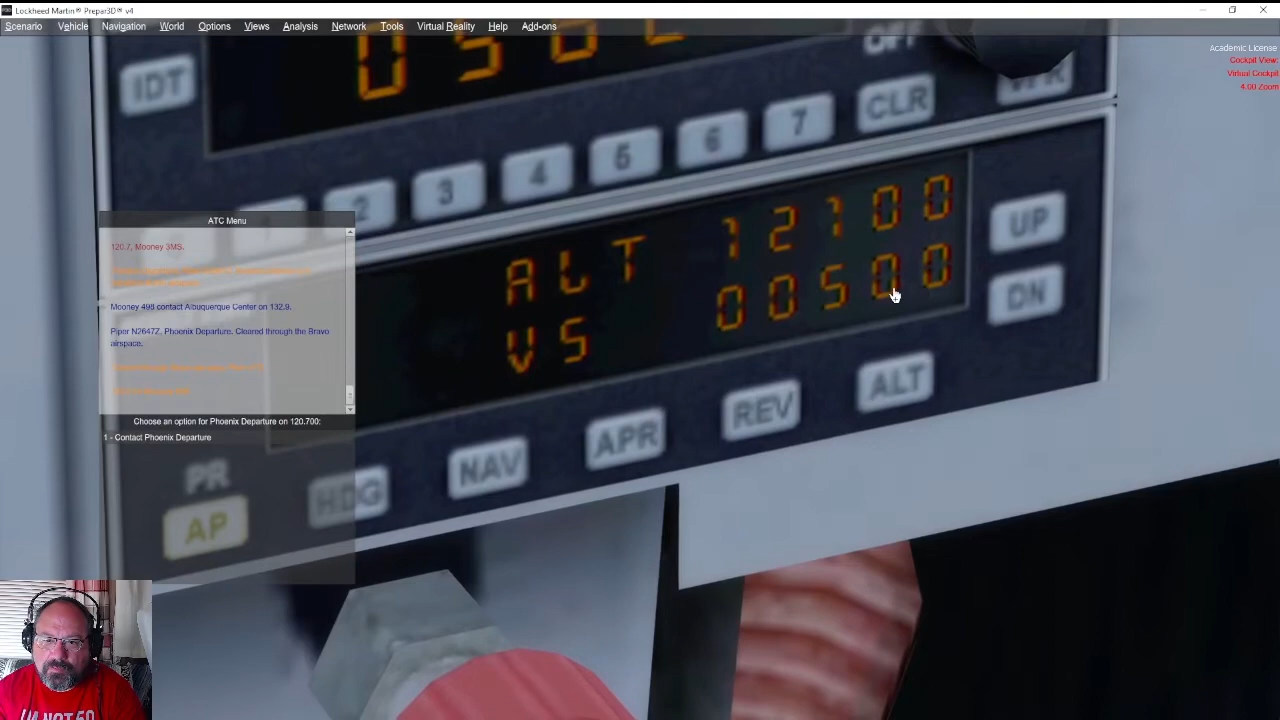 Lockheed Martin® Prepar3D® v4
Scenario Vehicle Navigation World Options Views Analysis Network Tools Virtual Reality Help Add-ons
Academic License
Cockpit View:
Virtual Cockpit
4.00 Zoom
IDT
OFF
CLR
VFR
2 3 4 5 6 7
ATC Menu
120.7, Mooney 3MS.
Mooney 498 contact Albuquerque Center on 132.9.
Piper N2647Z, Phoenix Departure. Cleared through the Bravo
airspace.
Choose an option for Phoenix Departure on 120.700:
1 - Contact Phoenix Departure
ALT 12100
VS 00500
UP
DN
PR
AP
HDG
NAV
APR
REV
ALT
I'M NOT 60